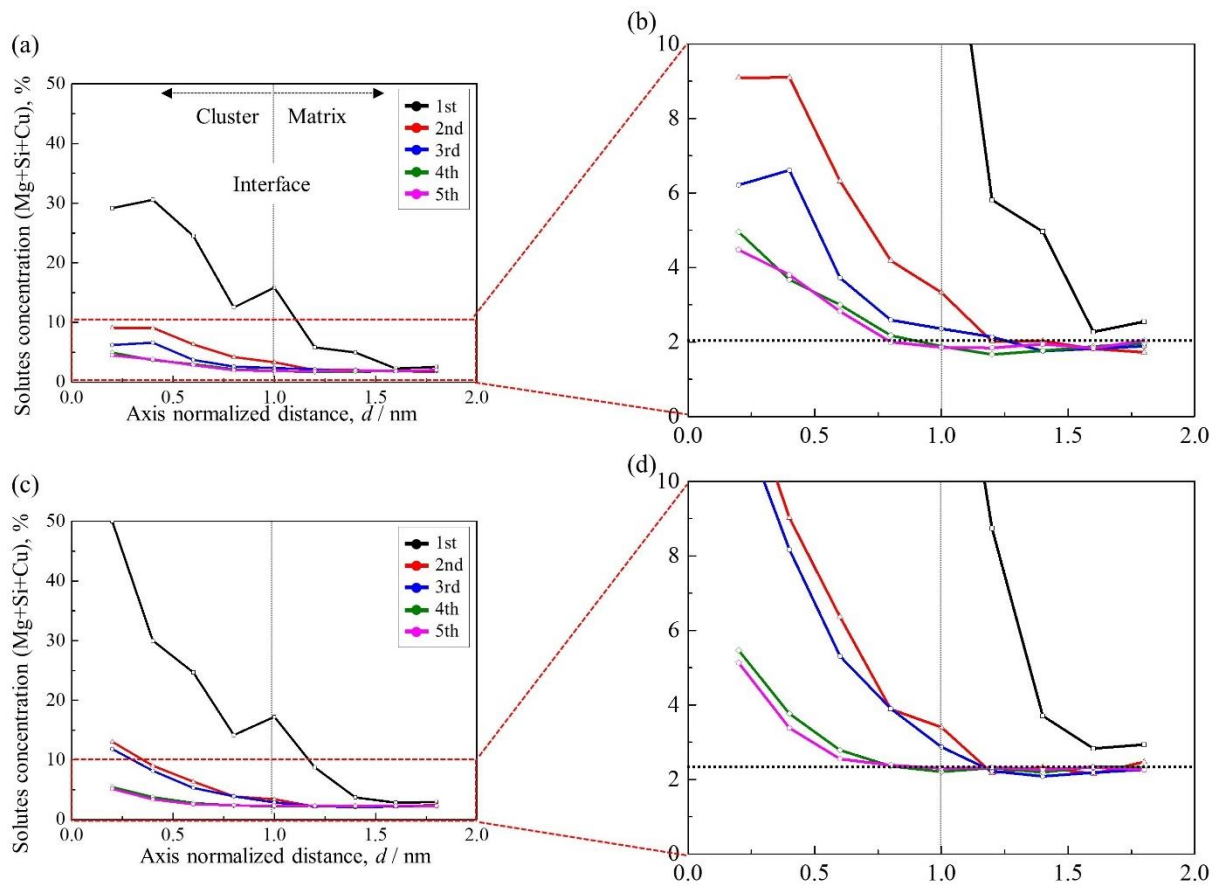 (a)
Solutes concentration (Mg+Si+Cu), %
50
40
30
20
10
0
Cluster Matrix
Interface
1st
2nd
3rd
4th
5th
0.0 0.5 1.0 1.5 2.0
Axis normalized distance, d / nm
(b)
10
8
6
4
2
0
0.0 0.5 1.0 1.5 2.0
(c)
Solutes concentration (Mg+Si+Cu), %
50
40
30
20
10
0
1st
2nd
3rd
4th
5th
0.0 0.5 1.0 1.5 2.0
Axis normalized distance, d / nm
(d)
10
8
6
4
2
0
0.0 0.5 1.0 1.5 2.0